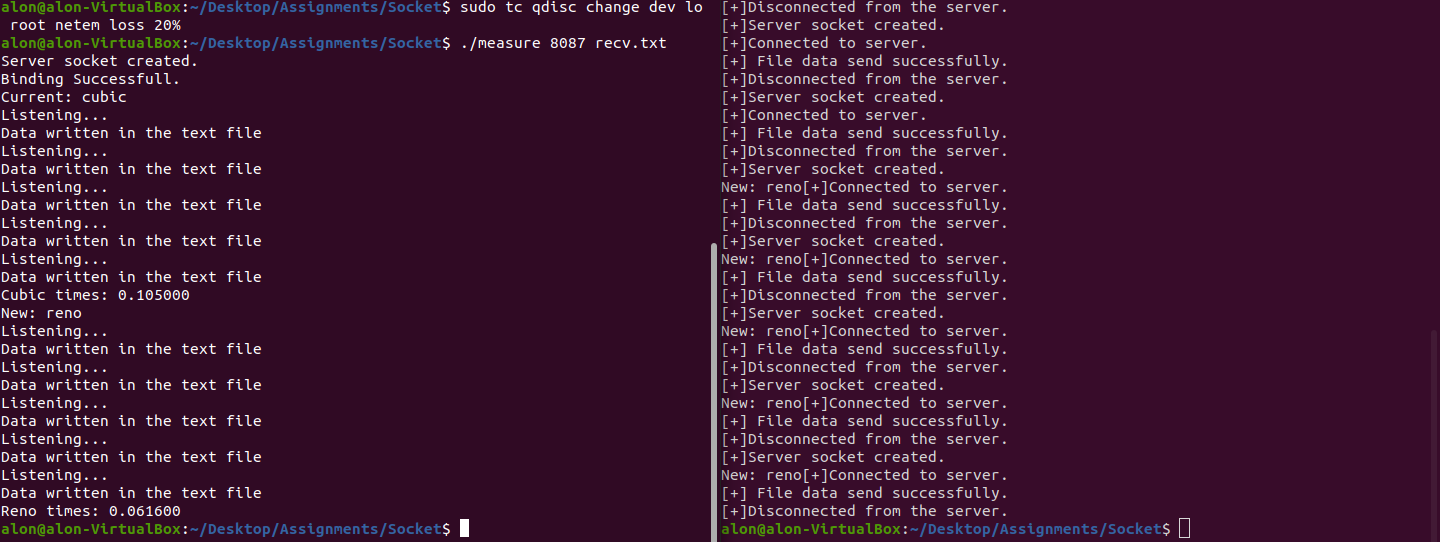 alon@alon-VirtualBox:~/Desktop/Assignments/Socket$ sudo tc qdisc change dev lo
 root netem loss 20%
alon@alon-VirtualBox:~/Desktop/Assignments/Socket$ ./measure 8087 recv.txt
Server socket created.
Binding Successfull.
Current: cubic
Listening...
Data written in the text file
Listening...
Data written in the text file
Listening...
Data written in the text file
Listening...
Data written in the text file
Listening...
Data written in the text file
Cubic times: 0.105000
New: reno
Listening...
Data written in the text file
Listening...
Data written in the text file
Listening...
Data written in the text file
Listening...
Data written in the text file
Listening...
Data written in the text file
Reno times: 0.061600
alon@alon-VirtualBox:~/Desktop/Assignments/Socket$
[+]Disconnected from the server.
[+]Server socket created.
[+]Connected to server.
[+] File data send successfully.
[+]Disconnected from the server.
[+]Server socket created.
[+]Connected to server.
[+] File data send successfully.
[+]Disconnected from the server.
[+]Server socket created.
New: reno[+]Connected to server.
[+] File data send successfully.
[+]Disconnected from the server.
[+]Server socket created.
New: reno[+]Connected to server.
[+] File data send successfully.
[+]Disconnected from the server.
[+]Server socket created.
New: reno[+]Connected to server.
[+] File data send successfully.
[+]Disconnected from the server.
[+]Server socket created.
New: reno[+]Connected to server.
[+] File data send successfully.
[+]Disconnected from the server.
[+]Server socket created.
New: reno[+]Connected to server.
[+] File data send successfully.
[+]Disconnected from the server.
alon@alon-VirtualBox:~/Desktop/Assignments/Socket$